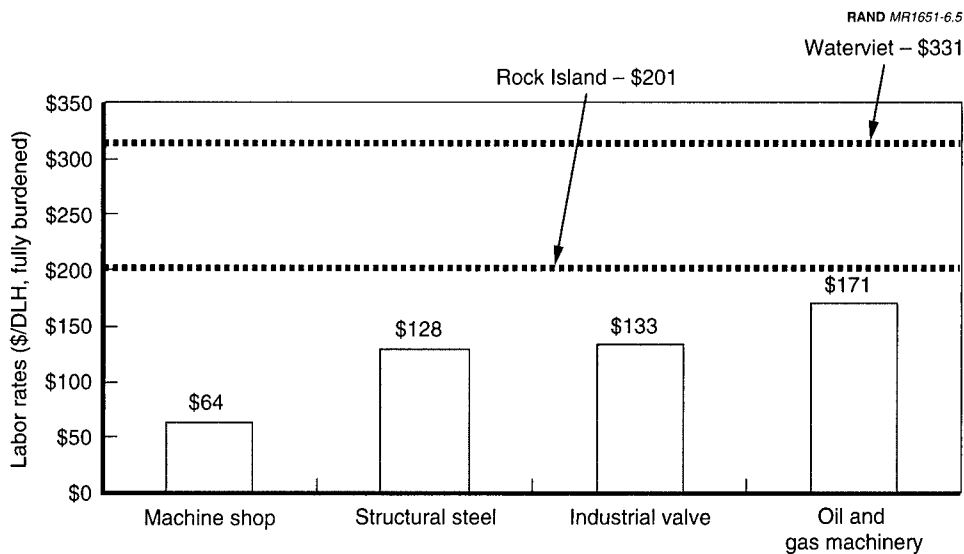 RAND MR1651-6.5
Waterviet – $331
Rock Island – $201
Labor rates ($/DLH, fully burdened)
$350
$300
$250
$200
$150
$100
$50
$0
$64
$128
$133
$171
Machine shop
Structural steel
Industrial valve
Oil and
gas machinery